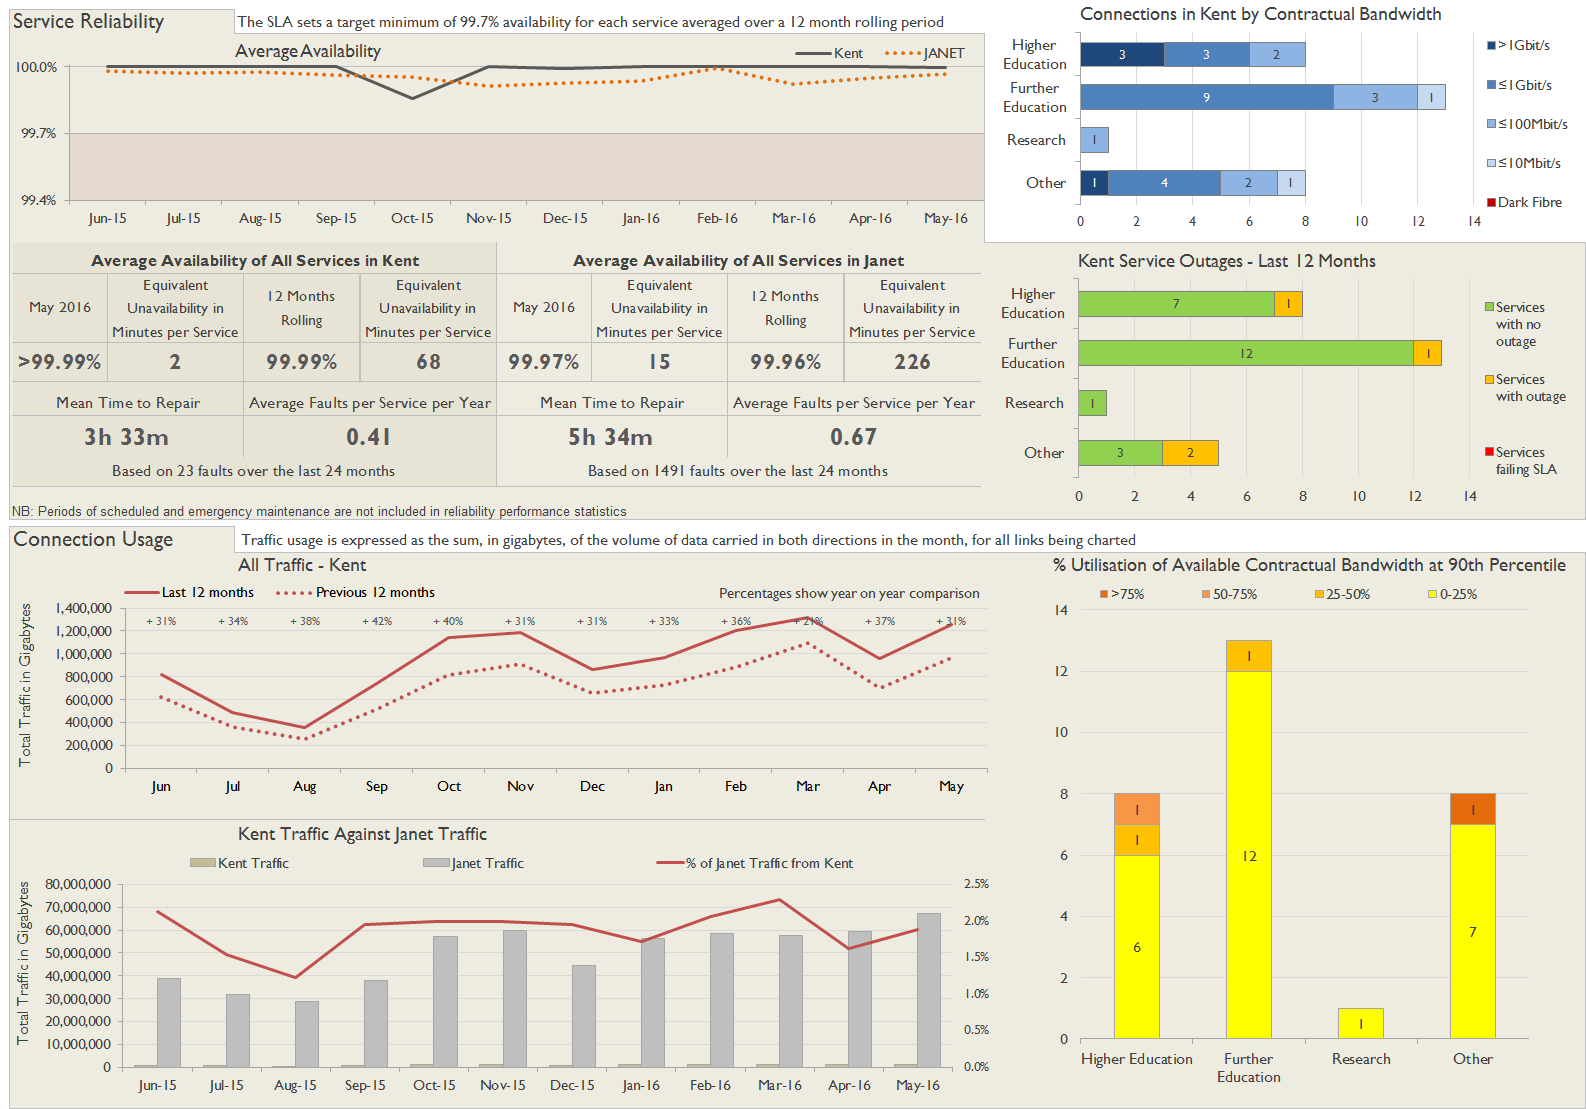 Service Reliability
The SLA sets a target minimum of 99.7% availability for each service averaged over a 12 month rolling period
Average Availability
Kent
JANET
100.0%
99.7%
99.4%
Jun-15 Jul-15 Aug-15 Sep-15 Oct-15 Nov-15 Dec-15 Jan-16 Feb-16 Mar-16 Apr-16 May-16
Connections in Kent by Contractual Bandwidth
Higher
Education
3 3 2
Further
Education
9 3 1
Research
1
Other
1 4 2 1
0 2 4 6 8 10 12 14
>1Gbit/s
≤1Gbit/s
≤100Mbit/s
≤10Mbit/s
Dark Fibre
Average Availability of All Services in Kent
May 2016
Equivalent
Unavailability in
Minutes per Service
12 Months
Rolling
Equivalent
Unavailability in
Minutes per Service
>99.99% 2 99.99% 68
Mean Time to Repair
Average Faults per Service per Year
3h 33m 0.41
Based on 23 faults over the last 24 months
Average Availability of All Services in Janet
May 2016
Equivalent
Unavailability in
Minutes per Service
12 Months
Rolling
Equivalent
Unavailability in
Minutes per Service
99.97% 15 99.96% 226
Mean Time to Repair
Average Faults per Service per Year
5h 34m 0.67
Based on 1491 faults over the last 24 months
NB: Periods of scheduled and emergency maintenance are not included in reliability performance statistics
Kent Service Outages - Last 12 Months
Higher
Education
7 1
Further
Education
12 1
Research
1
Other
3 2
0 2 4 6 8 10 12 14
Services
with no
outage
Services
with outage
Services
failing SLA
Connection Usage
Traffic usage is expressed as the sum, in gigabytes, of the volume of data carried in both directions in the month, for all links being charted
All Traffic - Kent
Last 12 months
Previous 12 months
Percentages show year on year comparison
Total Traffic in Gigabytes
1,400,000
1,200,000
1,000,000
800,000
600,000
400,000
200,000
0
+ 31% + 34% + 38% + 42% + 40% + 31% + 31% + 33% + 36% + 21% + 37% + 31%
Jun Jul Aug Sep Oct Nov Dec Jan Feb Mar Apr May
Kent Traffic Against Janet Traffic
Kent Traffic
Janet Traffic
% of Janet Traffic from Kent
Total Traffic in Gigabytes
80,000,000
70,000,000
60,000,000
50,000,000
40,000,000
30,000,000
20,000,000
10,000,000
0
2.5%
2.0%
1.5%
1.0%
0.5%
0.0%
Jun-15 Jul-15 Aug-15 Sep-15 Oct-15 Nov-15 Dec-15 Jan-16 Feb-16 Mar-16 Apr-16 May-16
% Utilisation of Available Contractual Bandwidth at 90th Percentile
>75%
50-75%
25-50%
0-25%
14
12
10
8
6
4
2
0
1
1
6
1
12
1
1
7
Higher Education
Further
Education
Research
Other